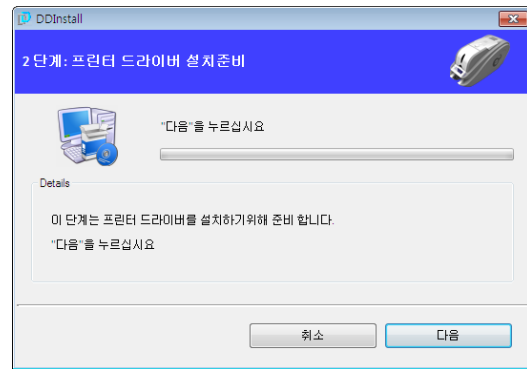 DDInstall
2단계: 프린터 드라이버 설치준비
"다음"을 누르십시요
Details
이 단계는 프린터 드라이버를 설치하기위해 준비 합니다.
"다음"을 누르십시요
취소
다음